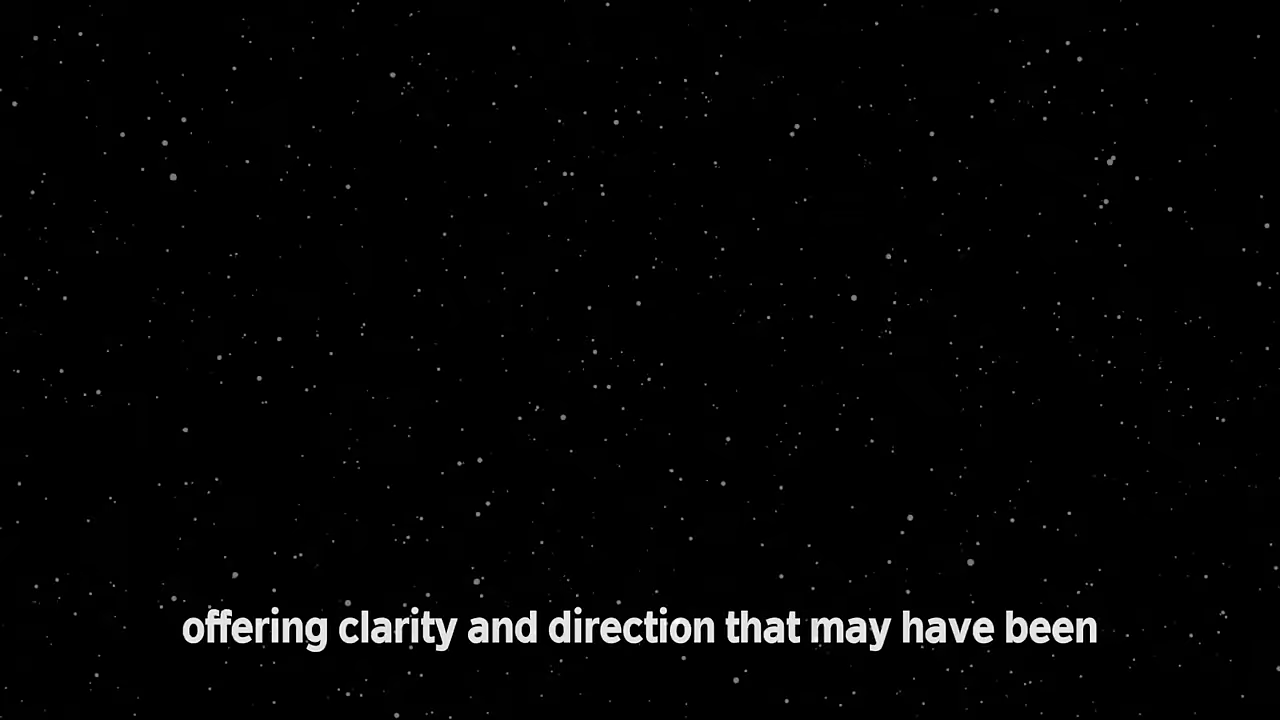 offering clarity and direction that may have been